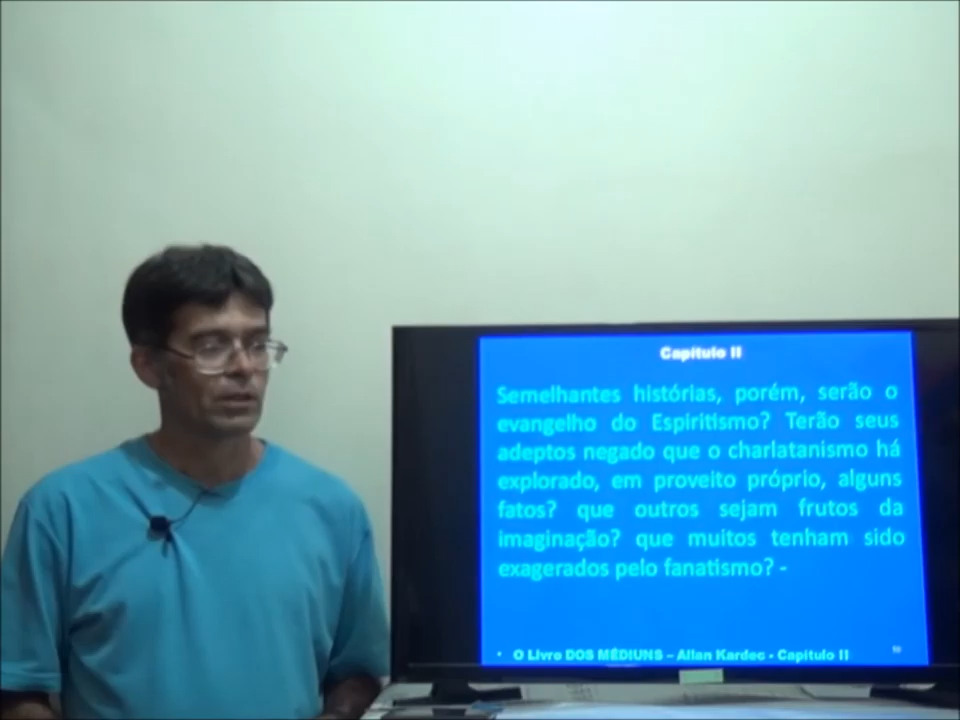 Capítulo II
Semelhantes histórias, porém, serão o
evangelho do Espiritismo? Terão seus
adeptos negado que o charlatanismo há
explorado, em proveito próprio, alguns
fatos? que outros sejam frutos da
imaginação? que muitos tenham sido
exagerados pelo fanatismo? -
• O Livro DOS MÉDIUNS – Allan Kardec - Capítulo II